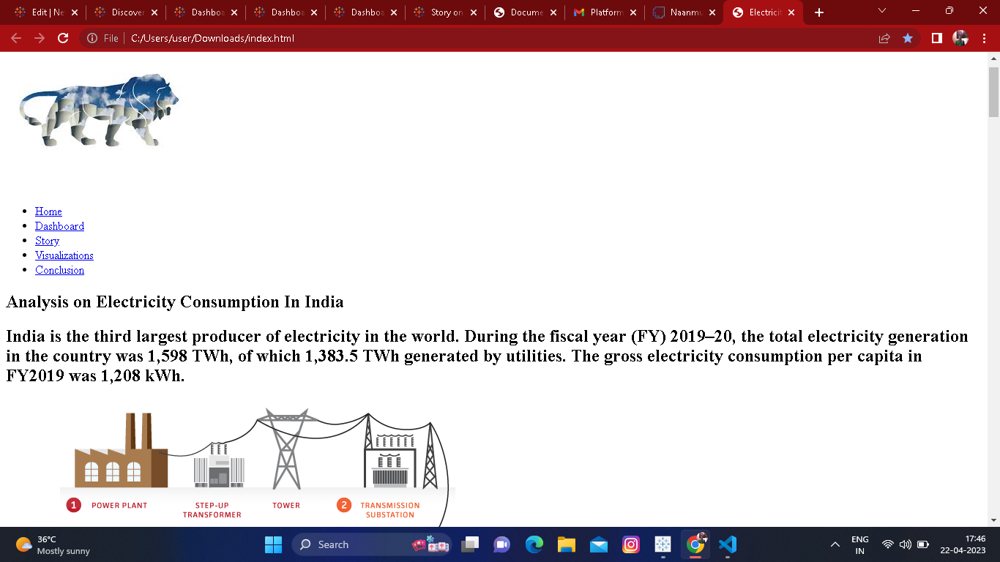 Edit | Ne
Discover
Dashboa
Dashboa
Dashboa
Story on
Docume
Platform
Naanmu
Electricit
File
C:/Users/user/Downloads/index.html
Home
Dashboard
Story
Visualizations
Conclusion
Analysis on Electricity Consumption In India
India is the third largest producer of electricity in the world. During the fiscal year (FY) 2019–20, the total electricity generation
in the country was 1,598 TWh, of which 1,383.5 TWh generated by utilities. The gross electricity consumption per capita in
FY2019 was 1,208 kWh.
1 POWER PLANT
STEP-UP
TRANSFORMER
TOWER
2 TRANSMISSION
SUBSTATION
36°C
Mostly sunny
Search
ENG
IN
17:46
22-04-2023